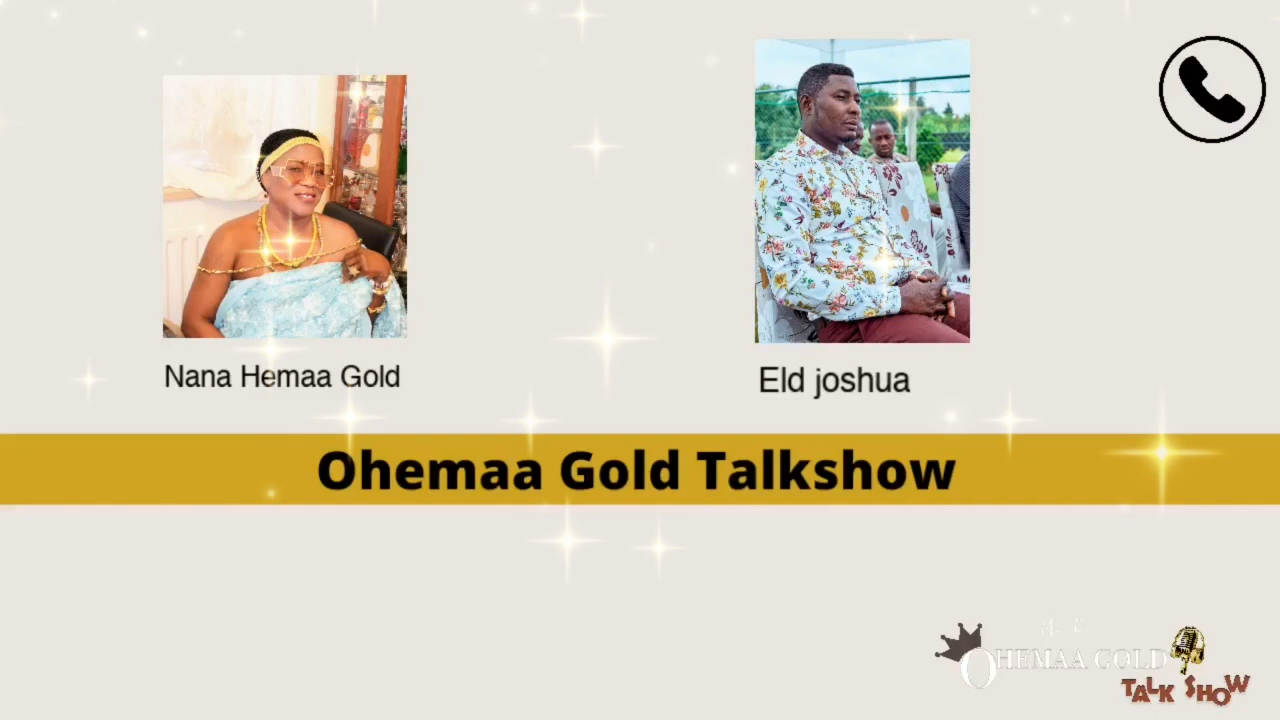 Nana Hemaa Gold
Eld joshua
Ohemaa Gold Talkshow
OHEMAA GOLD
TALK SHOW